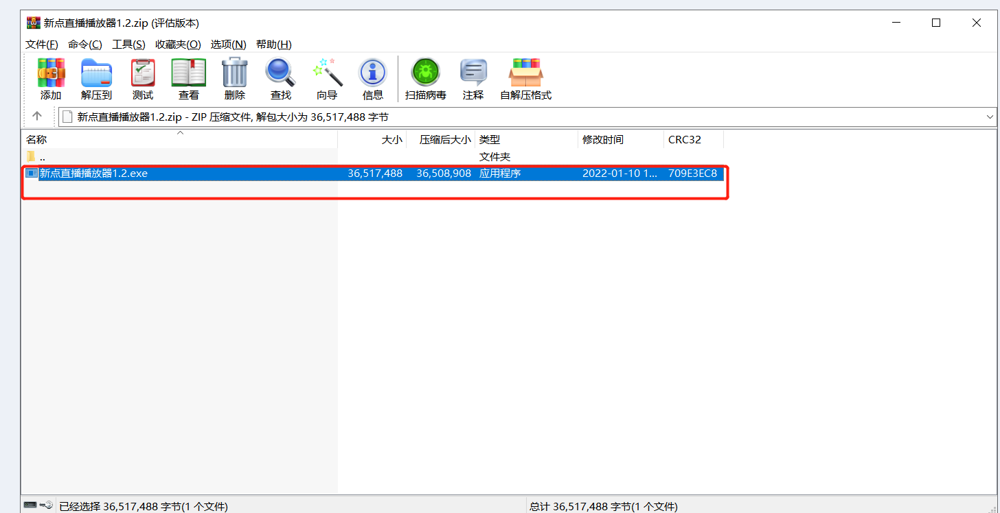 新点直播播放器1.2.zip (评估版本)
文件(F) 命令(C) 工具(S) 收藏夹(O) 选项(N) 帮助(H)
添加 解压到 测试 查看 删除 查找 向导 信息 扫描病毒 注释 自解压格式
新点直播播放器1.2.zip - ZIP 压缩文件, 解包大小为 36,517,488 字节
名称 大小 压缩后大小 类型 修改时间 CRC32
.. 文件夹
新点直播播放器1.2.exe 36,517,488 36,508,908 应用程序 2022-01-10 1... 709E3EC8
已经选择 36,517,488 字节(1 个文件) 总计 36,517,488 字节(1 个文件)